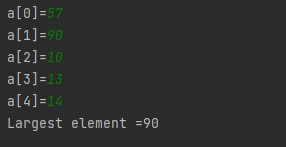 a[0]=57
a[1]=90
a[2]=10
a[3]=13
a[4]=14
Largest element =90